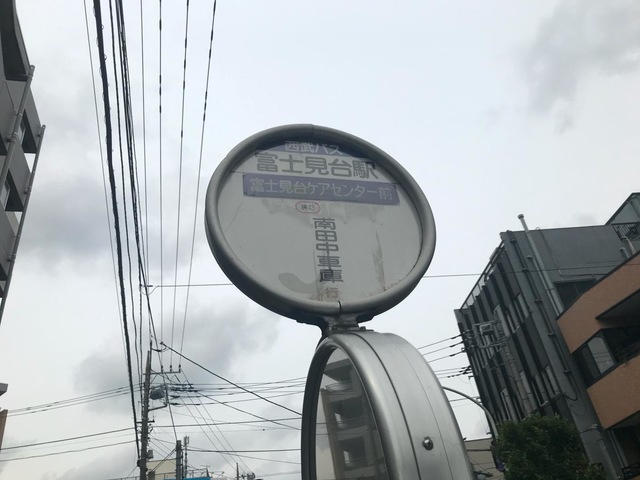 西武バス
富士見台駅
富士見台ケアセンター前
南田中車庫
行